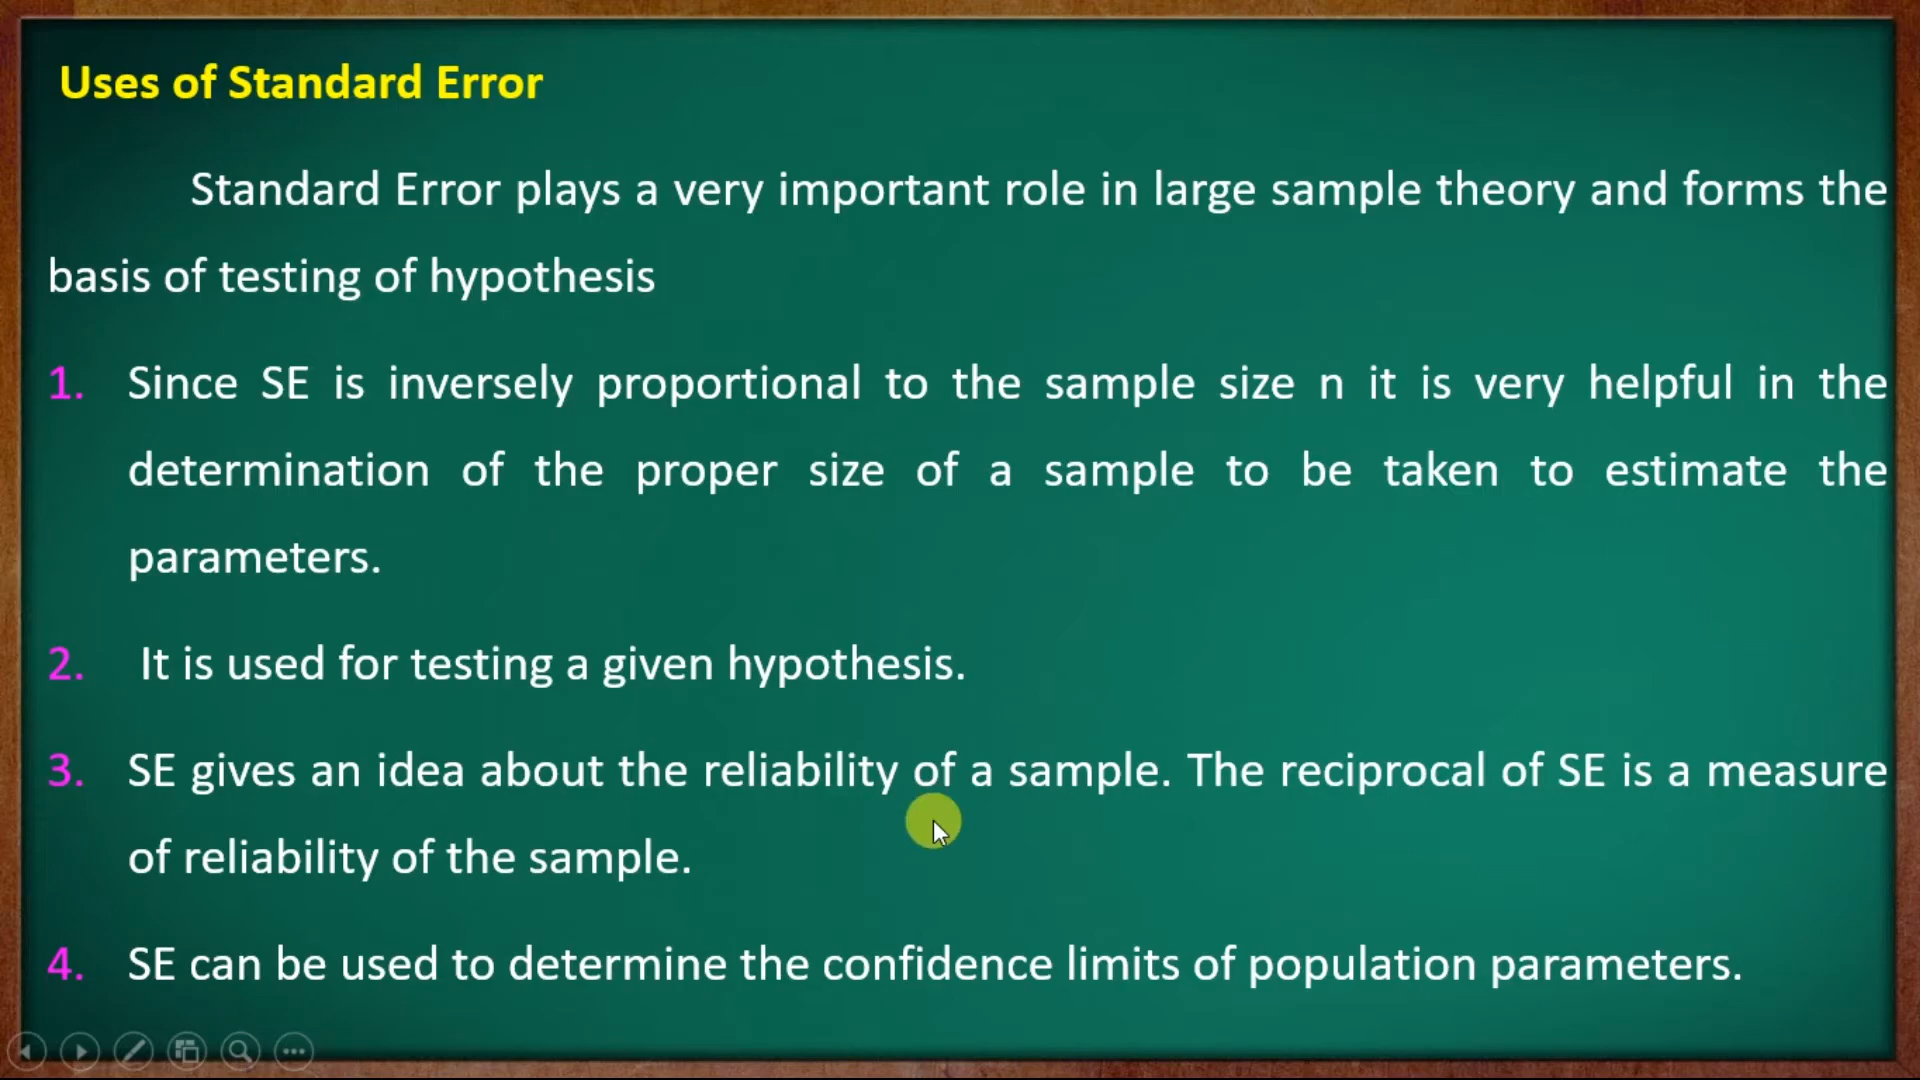 Uses of Standard Error
Standard Error plays a very important role in large sample theory and forms the
basis of testing of hypothesis
1. Since SE is inversely proportional to the sample size n it is very helpful in the
determination of the proper size of a sample to be taken to estimate the
parameters.
2. It is used for testing a given hypothesis.
3. SE gives an idea about the reliability of a sample. The reciprocal of SE is a measure
of reliability of the sample.
4. SE can be used to determine the confidence limits of population parameters.